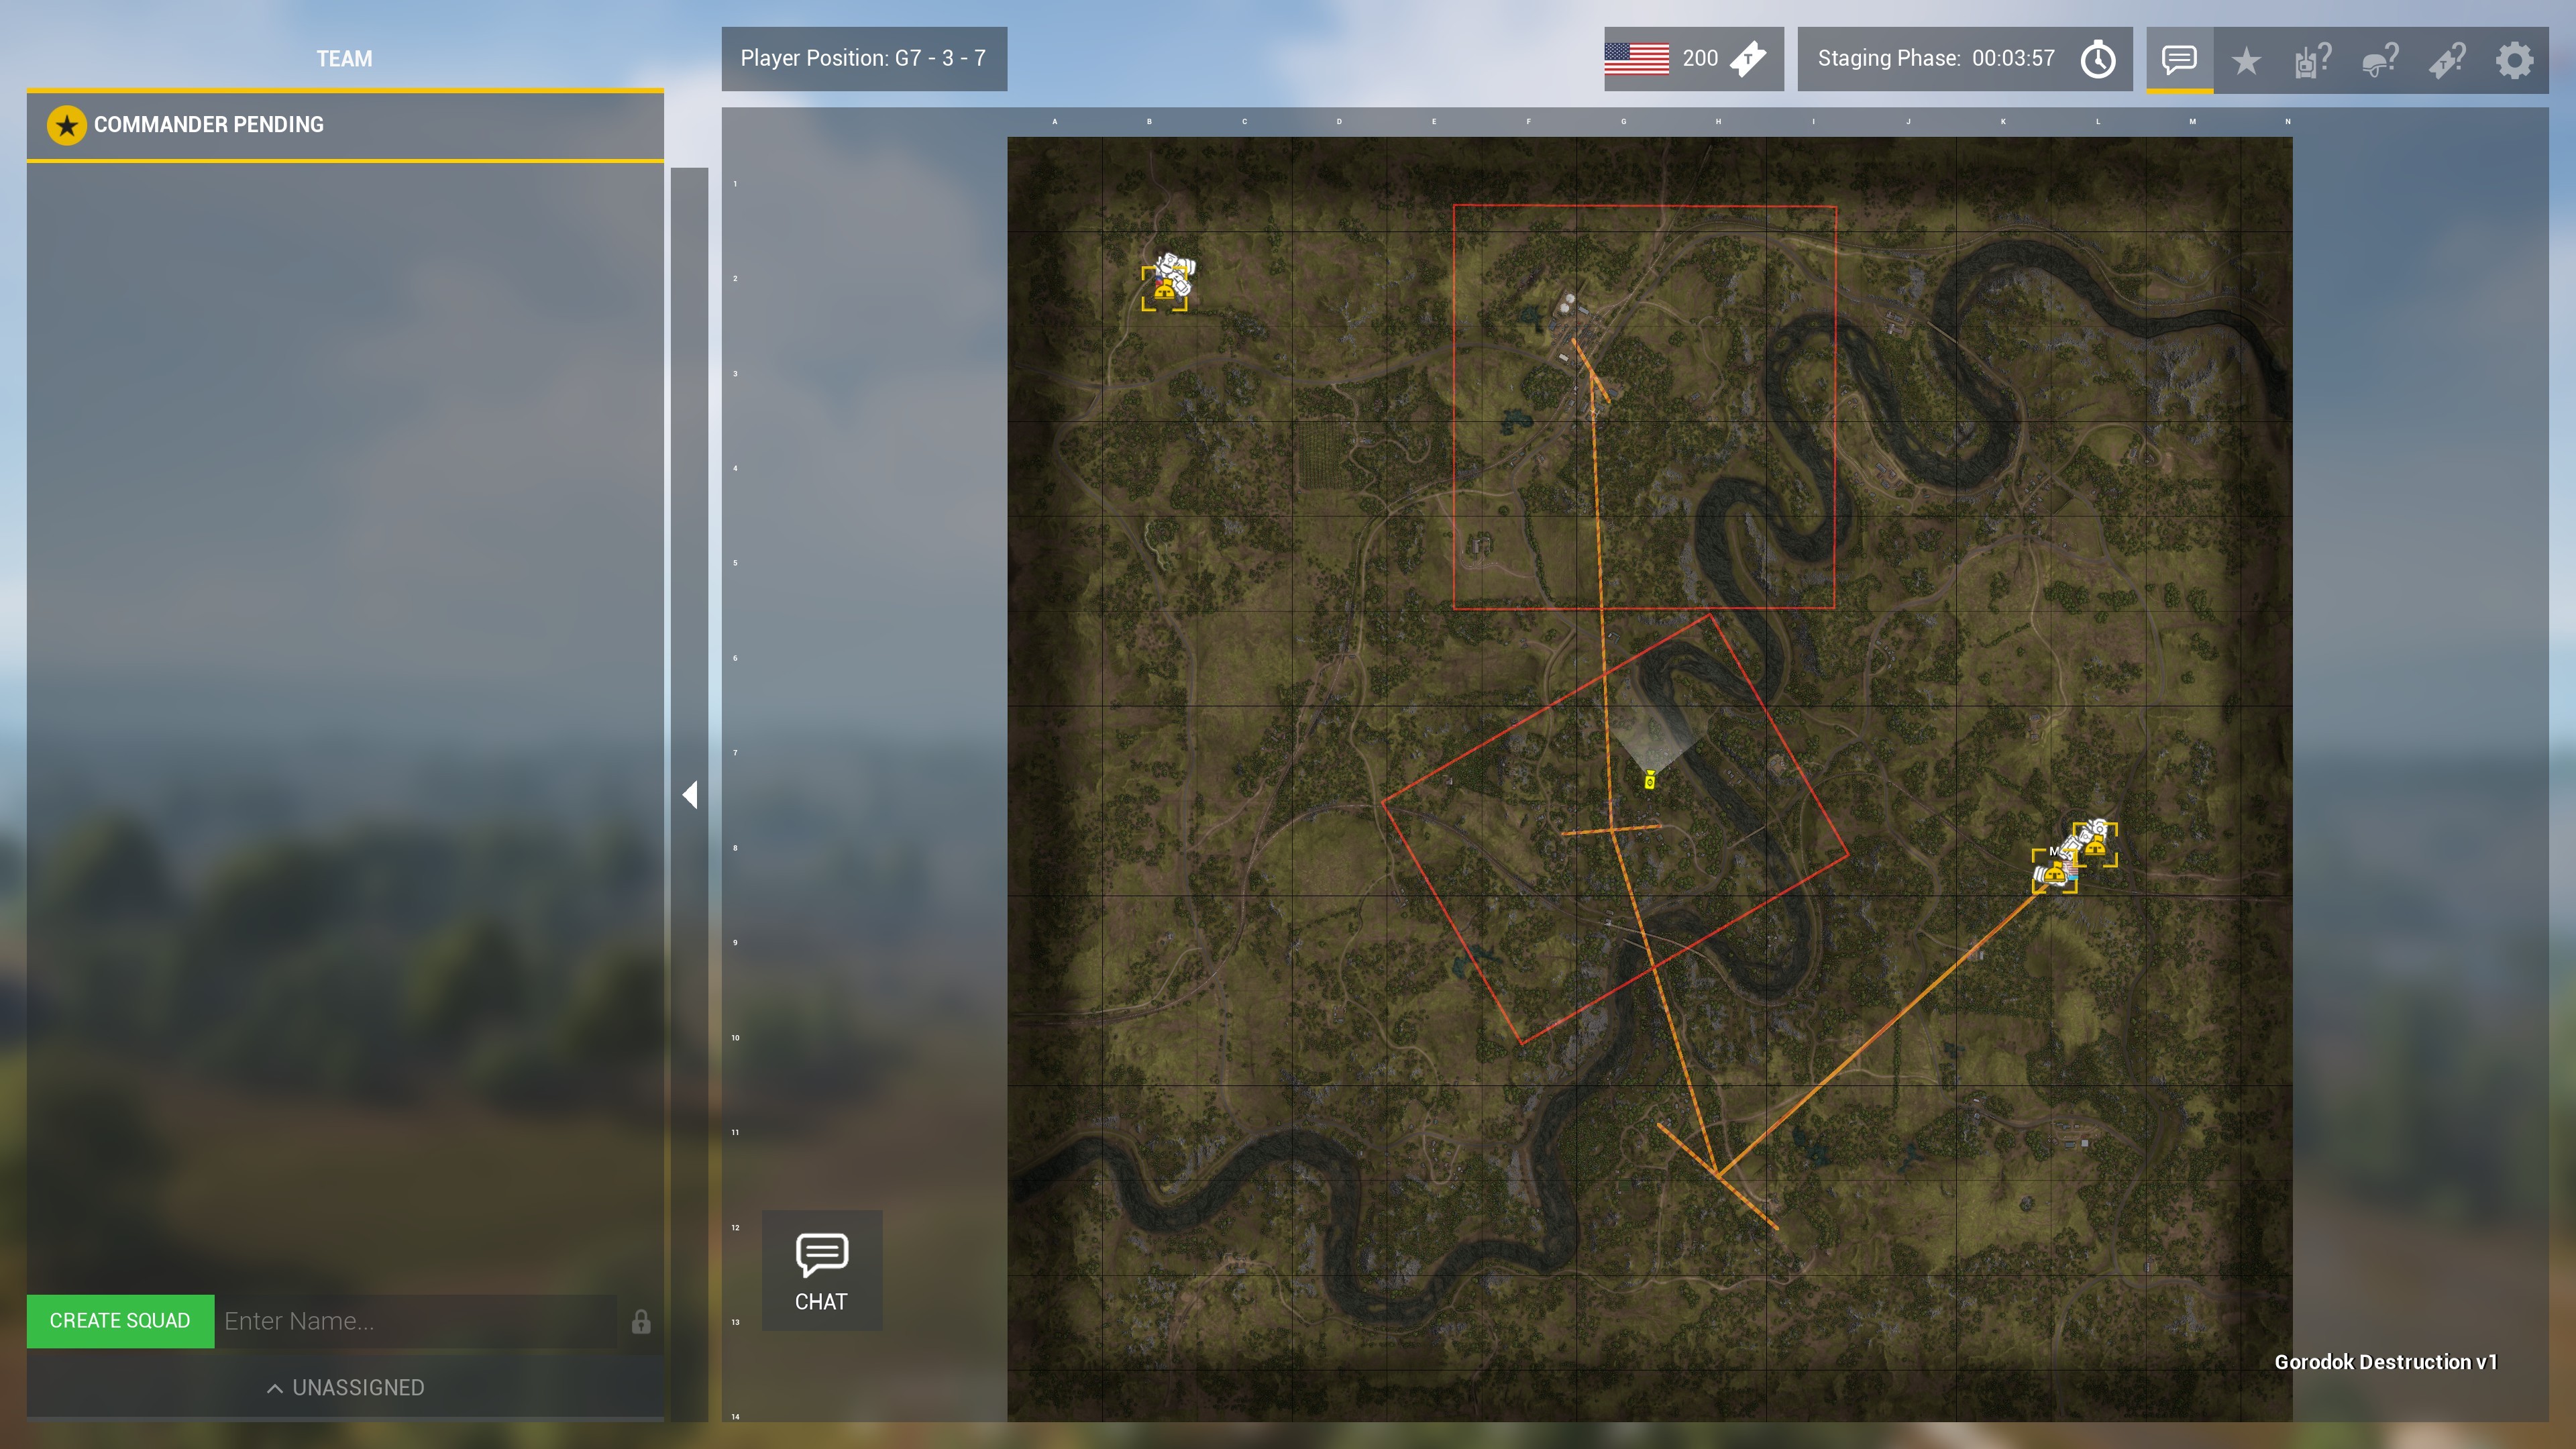 TEAM
Player Position: G7 - 3 - 7
200
T
Staging Phase: 00:03:57
COMMANDER PENDING
A B C D E F G H I J K L M N
1
2
3
4
5
6
7
8
9
10
11
12
13
14
M
CHAT
CREATE SQUAD
Enter Name...
UNASSIGNED
Gorodok Destruction v1